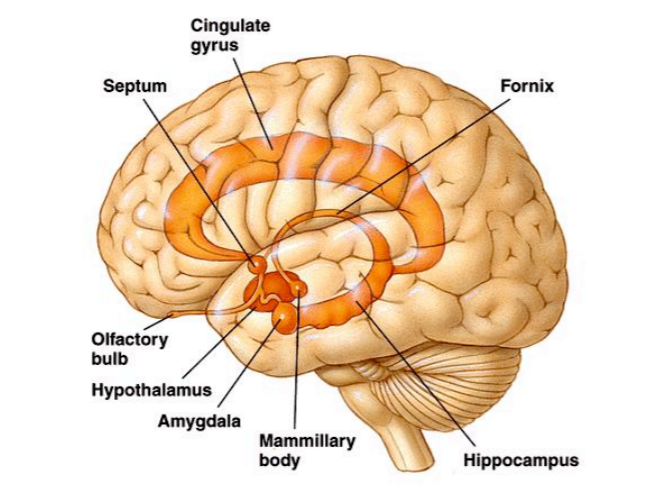 Cingulate
gyrus
Septum
Fornix
Olfactory
bulb
Hypothalamus
Amygdala
Mammillary
body
Hippocampus